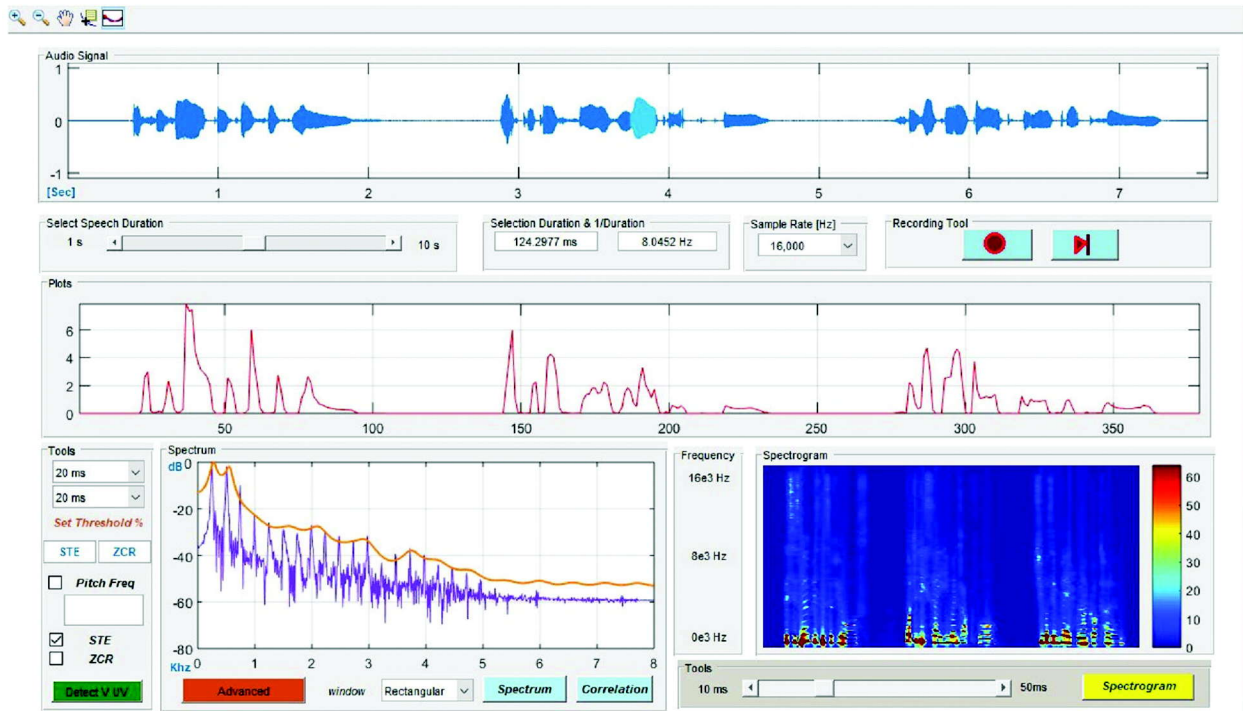 Audio Signal
1
0
-1
[Sec]
1 2 3 4 5 6 7
Select Speech Duration
1 s 10 s
Selection Duration & 1/Duration
124.2977 ms 8.0452 Hz
Sample Rate [Hz]
16,000
Recording Tool
Plots
6
4
2
0
50 100 150 200 250 300 350
Tools
20 ms
20 ms
Set Threshold %
STE ZCR
Pitch Freq
STE
ZCR
Detect V UV
Spectrum
dB 0
-20
-40
-60
-80
Khz 0 1 2 3 4 5 6 7 8
Advanced window Rectangular Spectrum Correlation
Frequency
16e3 Hz
8e3 Hz
0e3 Hz
Spectrogram
60
50
40
30
20
10
0
Tools
10 ms 50ms Spectrogram